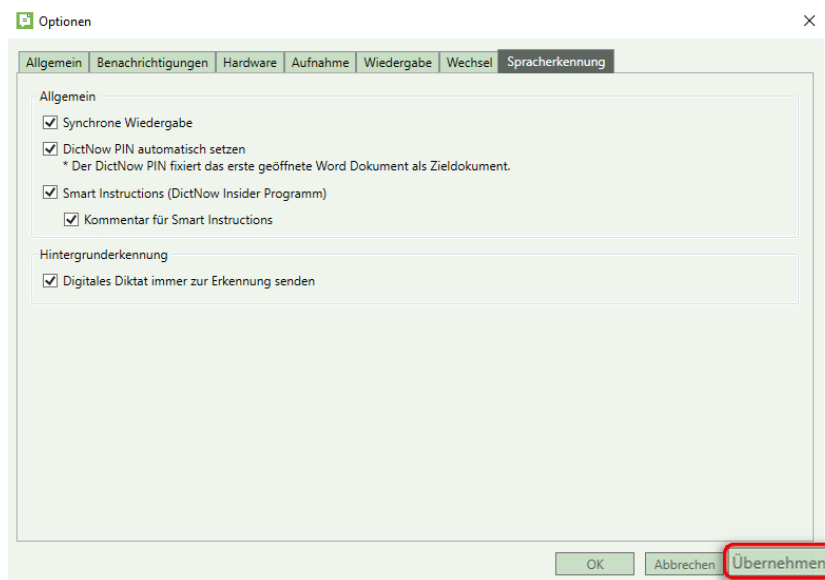 Optionen
Allgemein Benachrichtigungen Hardware Aufnahme Wiedergabe Wechsel Spracherkennung
Allgemein
Synchrone Wiedergabe
DictNow PIN automatisch setzen
* Der DictNow PIN fixiert das erste geöffnete Word Dokument als Zieldokument.
Smart Instructions (DictNow Insider Programm)
Kommentar für Smart Instructions
Hintergrunderkennung
Digitales Diktat immer zur Erkennung senden
OK Abbrechen Übernehmen